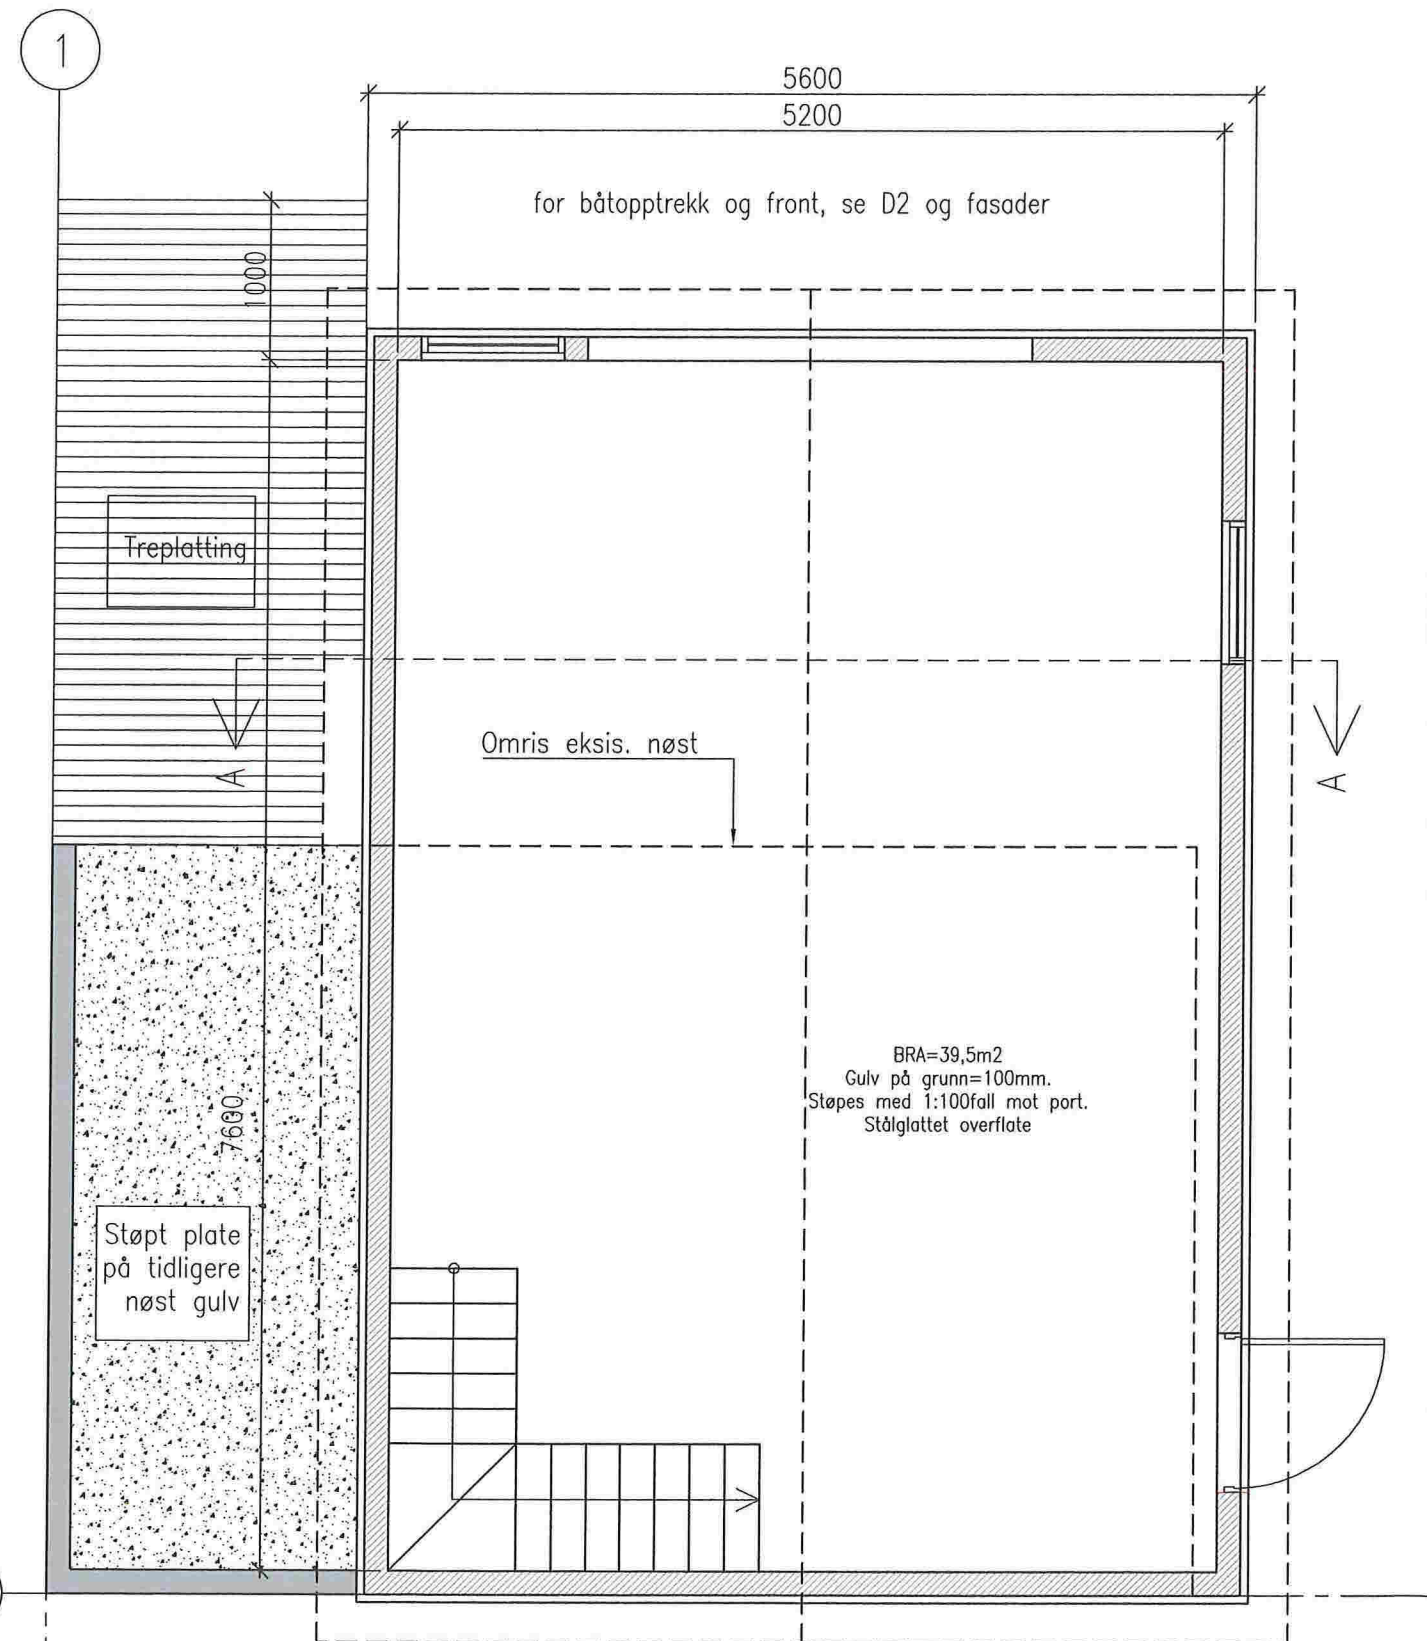 1
5600
5200
for båtopptrekk og front, se D2 og fasader
1000
Treplatting
Omris eksis. nøst
A
A
BRA=39,5m2
Gulv på grunn=100mm.
Støpes med 1:100fall mot port.
Stålglattet overflate
7600
Støpt plate
på tidligere
nøst gulv